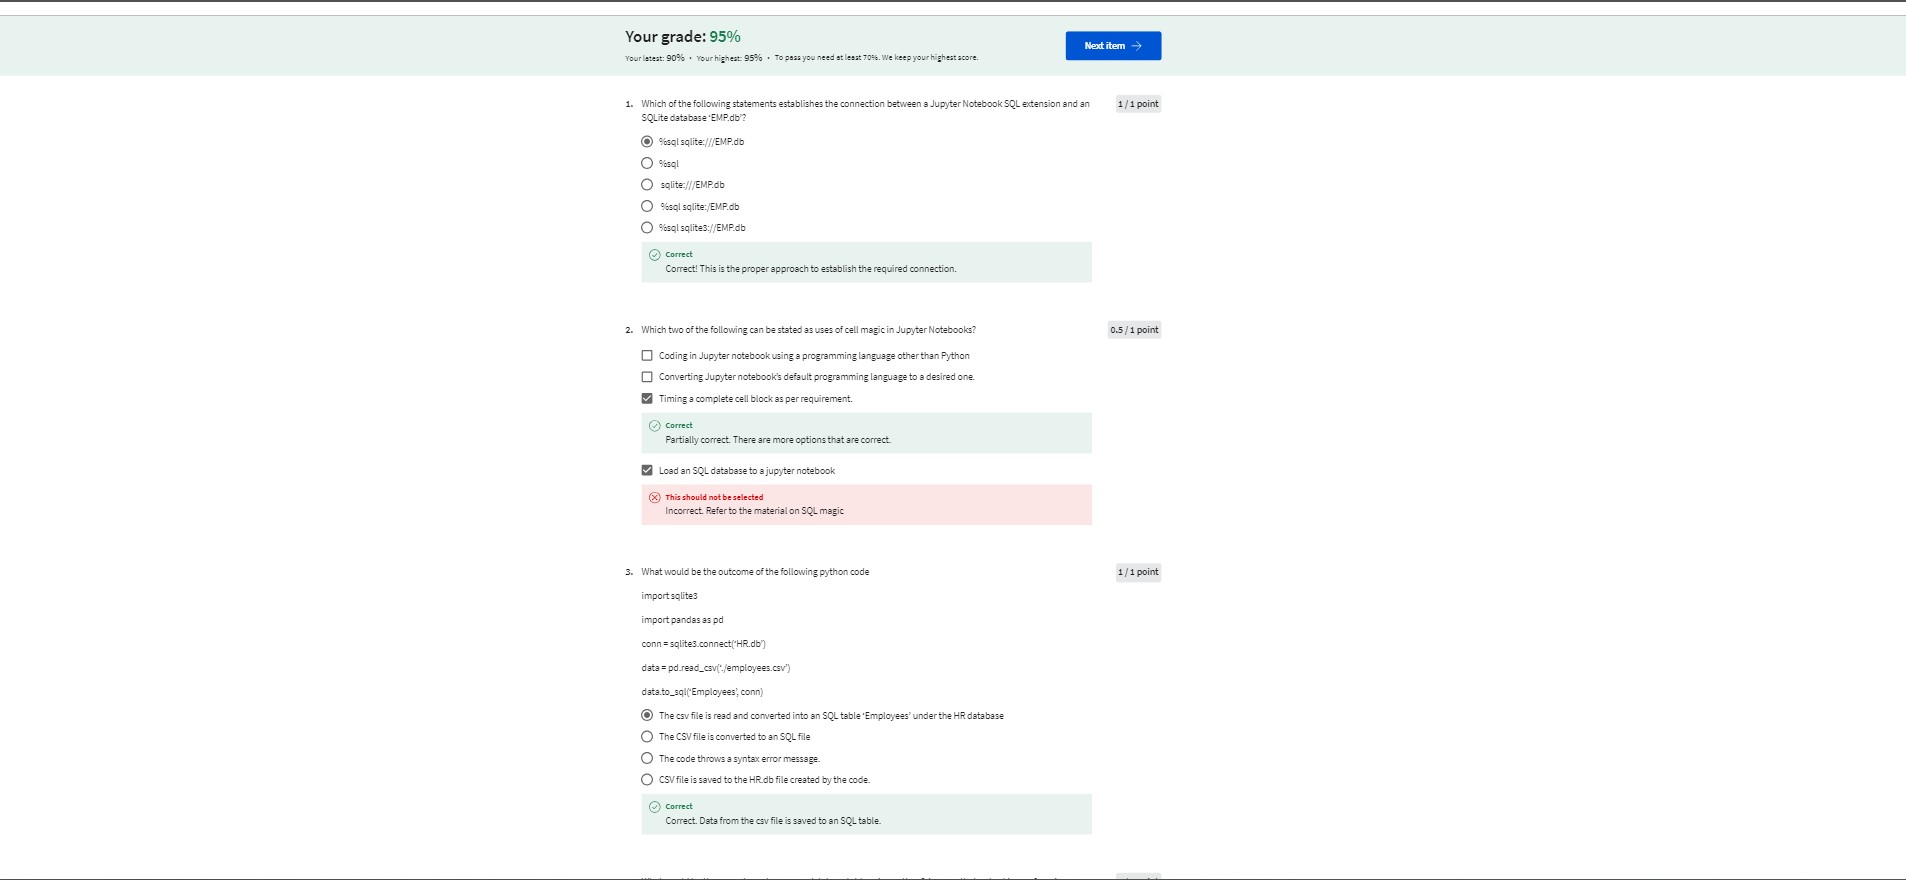 Your grade: 95%
Your latest: 90% • Your highest: 95% • To pass you need at least 70%. We keep your highest score.
Next item
1. Which of the following statements establishes the connection between a Jupyter Notebook SQL extension and an
SQLite database ‘EMP.db’?
1 / 1 point
%sql sqlite:///EMP.db
%sql
sqlite:///EMP.db
%sql sqlite:/EMP.db
%sql sqlite3://EMP.db
Correct
Correct! This is the proper approach to establish the required connection.
2. Which two of the following can be stated as uses of cell magic in Jupyter Notebooks?
0.5 / 1 point
Coding in Jupyter notebook using a programming language other than Python
Converting Jupyter notebook’s default programming language to a desired one.
Timing a complete cell block as per requirement.
Correct
Partially correct. There are more options that are correct.
Load an SQL database to a jupyter notebook
This should not be selected
Incorrect. Refer to the material on SQL magic
3. What would be the outcome of the following python code
1 / 1 point
import sqlite3
import pandas as pd
conn = sqlite3.connect(‘HR.db’)
data = pd.read_csv(‘./employees.csv’)
data.to_sql(‘Employees’, conn)
The csv file is read and converted into an SQL table ‘Employees’ under the HR database
The CSV file is converted to an SQL file
The code throws a syntax error message.
CSV file is saved to the HR.db file created by the code.
Correct
Correct. Data from the csv file is saved to an SQL table.